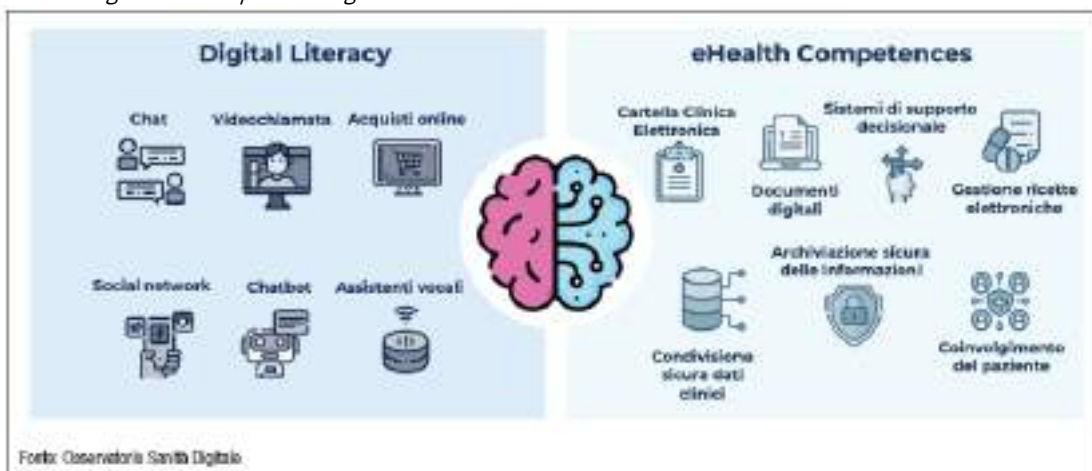 Digital Literacy
Chat
Videochiamata
Acquisti online
Social network
Chatbot
Assistenti vocali
eHealth Competences
Cartella Clinica
Elettronica
Documenti
digitali
Sistemi di supporto
decisionale
Gestione ricette
elettroniche
Condivisione
sicura dati
clinici
Archiviazione sicura
delle informazioni
Coinvolgimento
del paziente
Fonte: Osservatorio Sanità Digitale